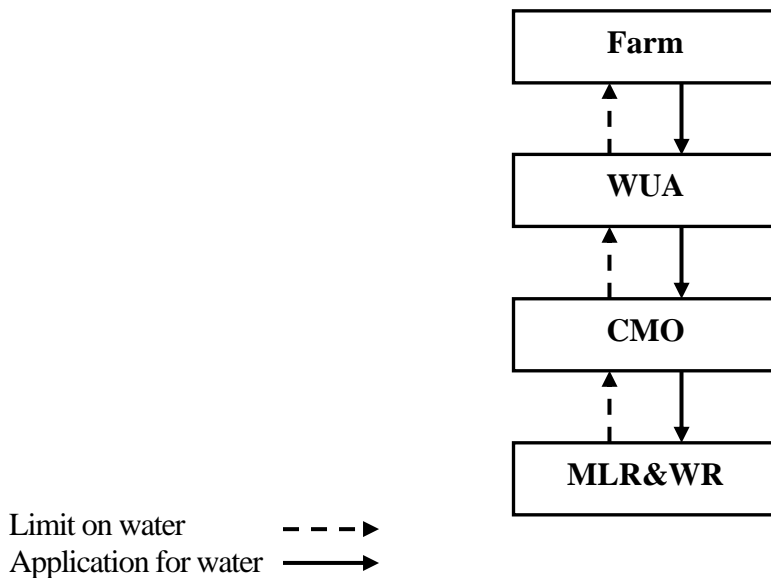 Farm
WUA
CMO
MLR&WR
Limit on water
Application for water